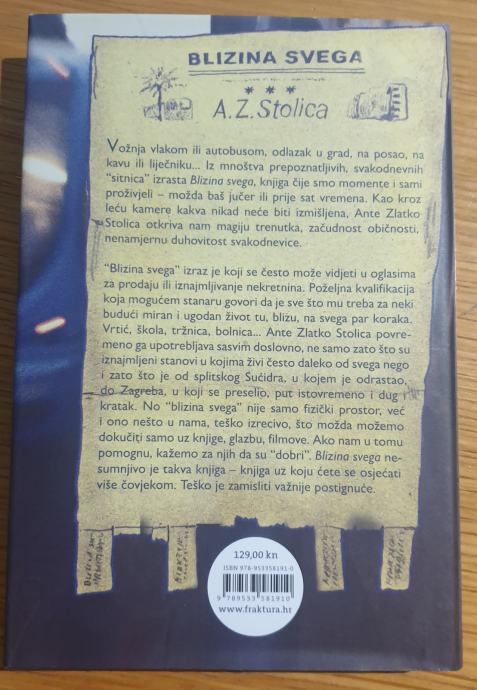 BLIZINA SVEGA
* * *
A.Z. Stolica
Vožnja vlakom ili autobusom, odlazak u grad, na posao, na
kavu ili liječniku... Iz mnoštva prepoznatljivih, svakodnevnih
"sitnica" izrasta Blizina svega, knjiga čije smo momente i sami
proživjeli – možda baš jučer ili prije sat vremena. Kao kroz
leću kamere kakva nikad neće biti izmišljena, Ante Zlatko
Stolica otkriva nam magiju trenutka, začudnost običnosti,
nenamjernu duhovitost svakodnevice.
"Blizina svega" izraz je koji se često može vidjeti u oglasima
za prodaju ili iznajmljivanje nekretnina. Poželjna kvalifikacija
koja mogućem stanaru govori da je sve što mu treba za neki
budući miran i ugodan život tu, blizu, na svega par koraka.
Vrtić, škola, tržnica, bolnica... Ante Zlatko Stolica povre-
meno ga upotrebljava sasvim doslovno, ne samo zato što su
iznajmljeni stanovi u kojima živi često daleko od svega nego
i zato što je od splitskog Sućidra, u kojem je odrastao,
do Zagreba, u koji se preselio, put istovremeno i dug i
kratak. No "blizina svega" nije samo fizički prostor, već
i ono nešto u nama, teško izrecivo, što možda možemo
dokučiti samo uz knjige, glazbu, filmove. Ako nam u tomu
pomognu, kažemo za njih da su "dobri". Blizina svega ne-
sumnjivo je takva knjiga – knjiga uz koju ćete se osjećati
više čovjekom. Teško je zamisliti važnije postignuće.
129,00 kn
ISBN 978-953358191-0
9 789533 581910
www.fraktura.hr